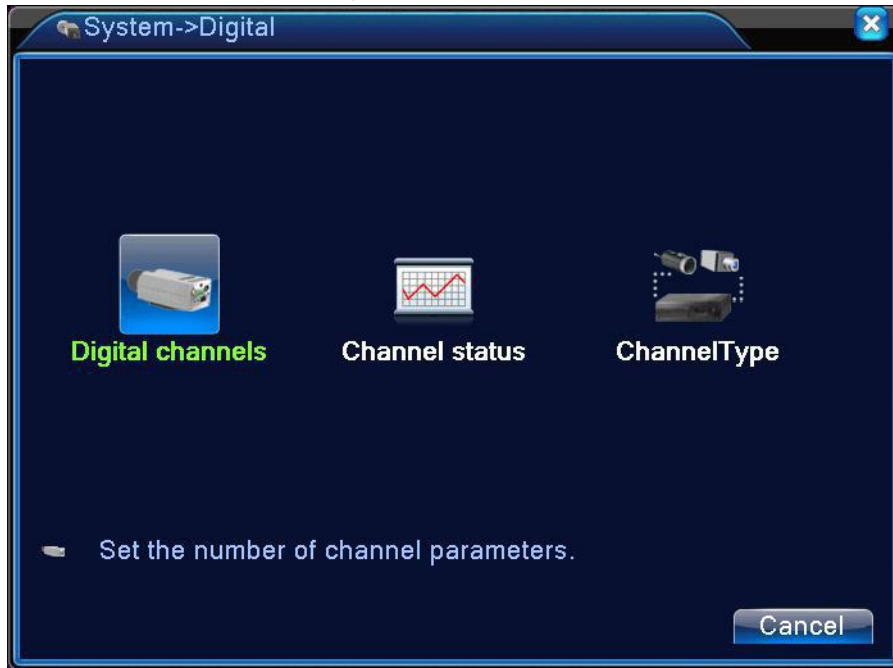 System->Digital
Digital channels Channel status ChannelType
Set the number of channel parameters.
Cancel